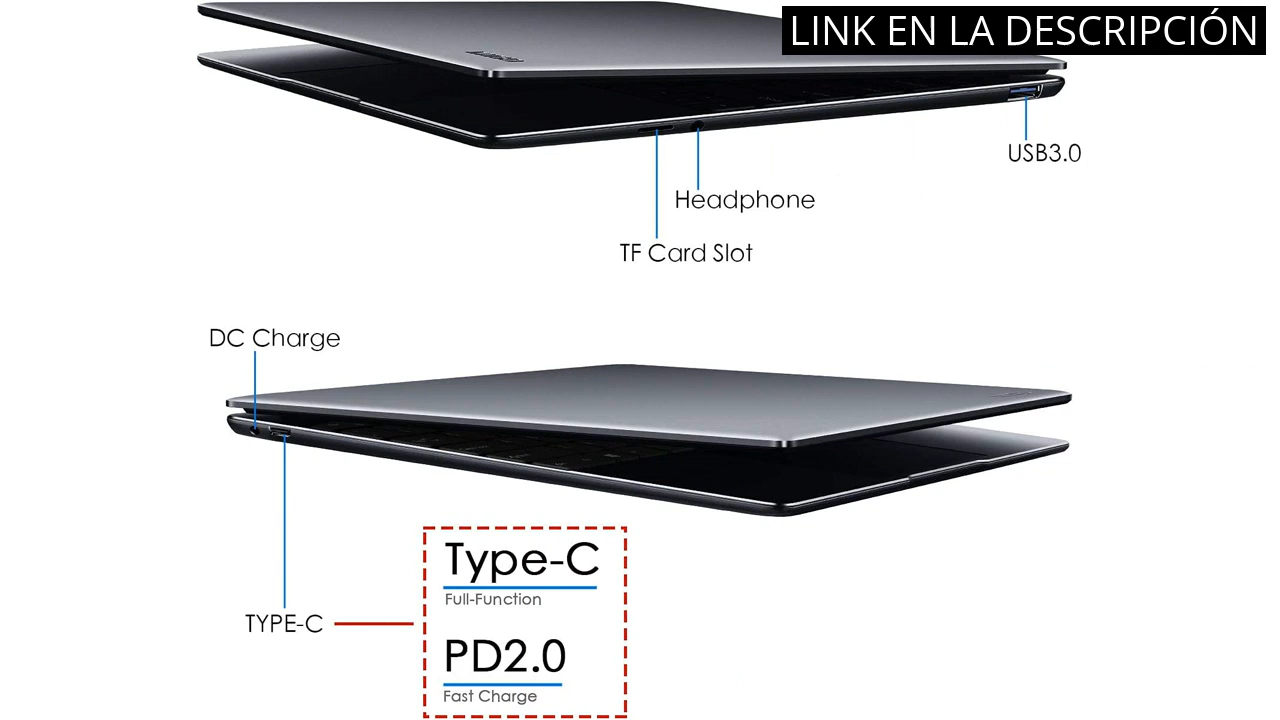 LINK EN LA DESCRIPCIÓN
USB3.0
Headphone
TF Card Slot
DC Charge
Type-C
Full-Function
TYPE-C
PD2.0
Fast Charge